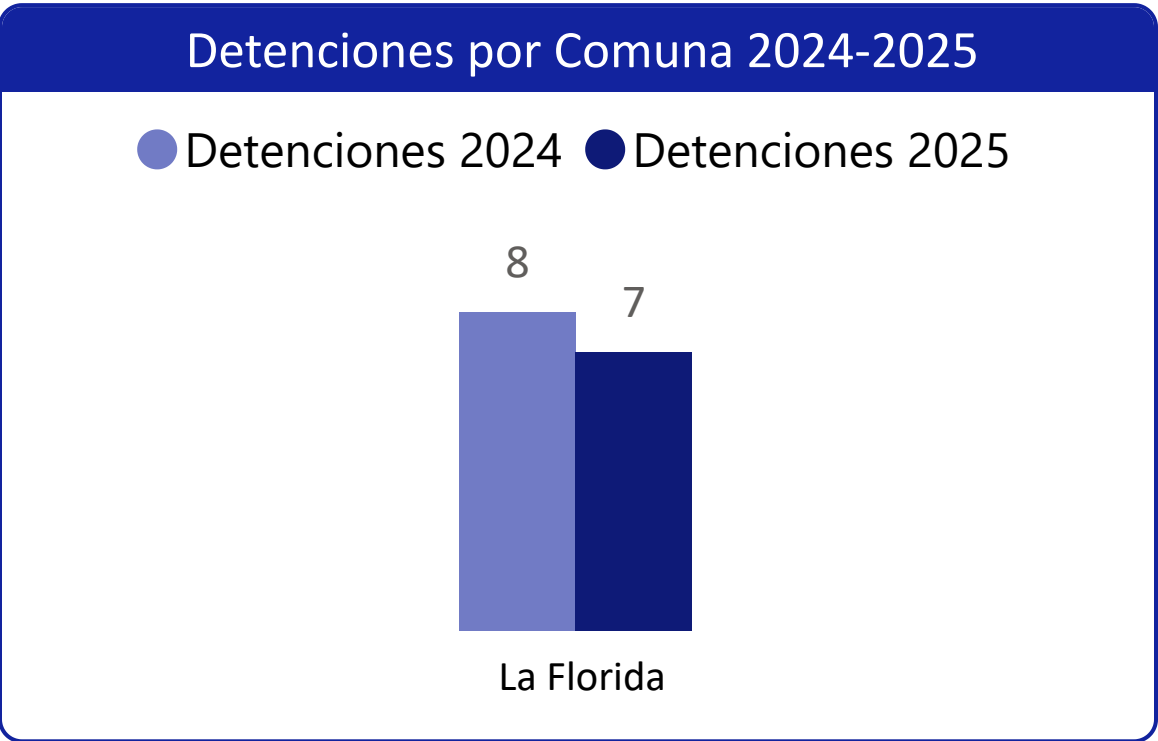 Detenciones por Comuna 2024-2025
Detenciones 2024 Detenciones 2025
8
7
La Florida